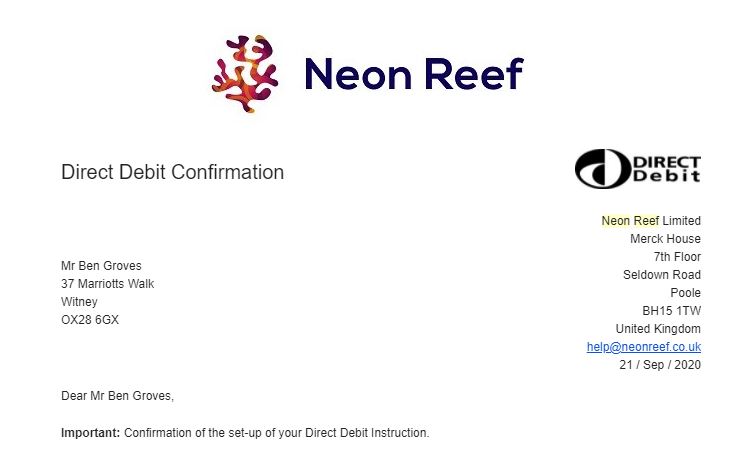 Neon Reef
Direct Debit Confirmation
DIRECT
Debit
Neon Reef Limited
Merck House
7th Floor
Seldown Road
Poole
BH15 1TW
United Kingdom
help@neonreef.co.uk
21 / Sep / 2020
Mr Ben Groves
37 Marriotts Walk
Witney
OX28 6GX
Dear Mr Ben Groves,
Important: Confirmation of the set-up of your Direct Debit Instruction.